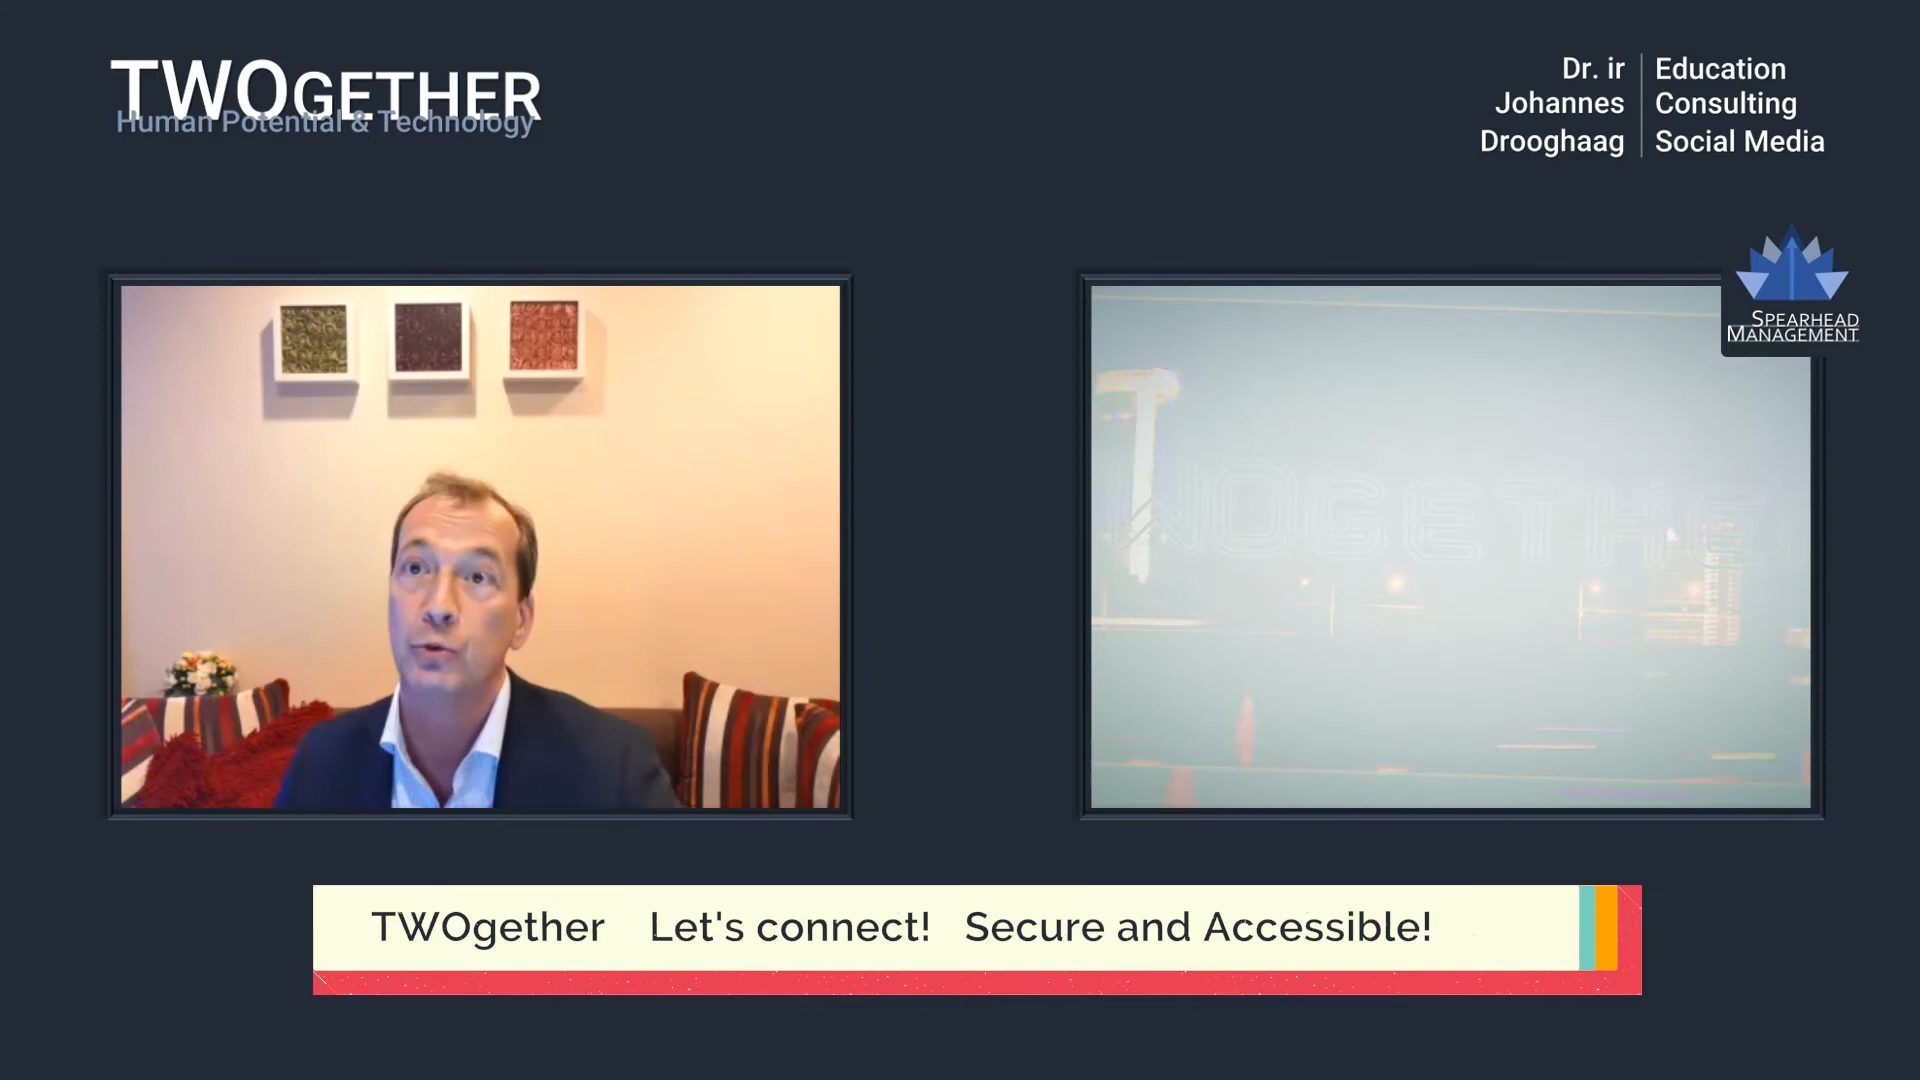 TWOGETHER
Human Potential & Technology
Dr. ir
Johannes
Drooghaag
Education
Consulting
Social Media
SPEARHEAD
MANAGEMENT
WOGETHER
TWOgether Let's connect! Secure and Accessible!